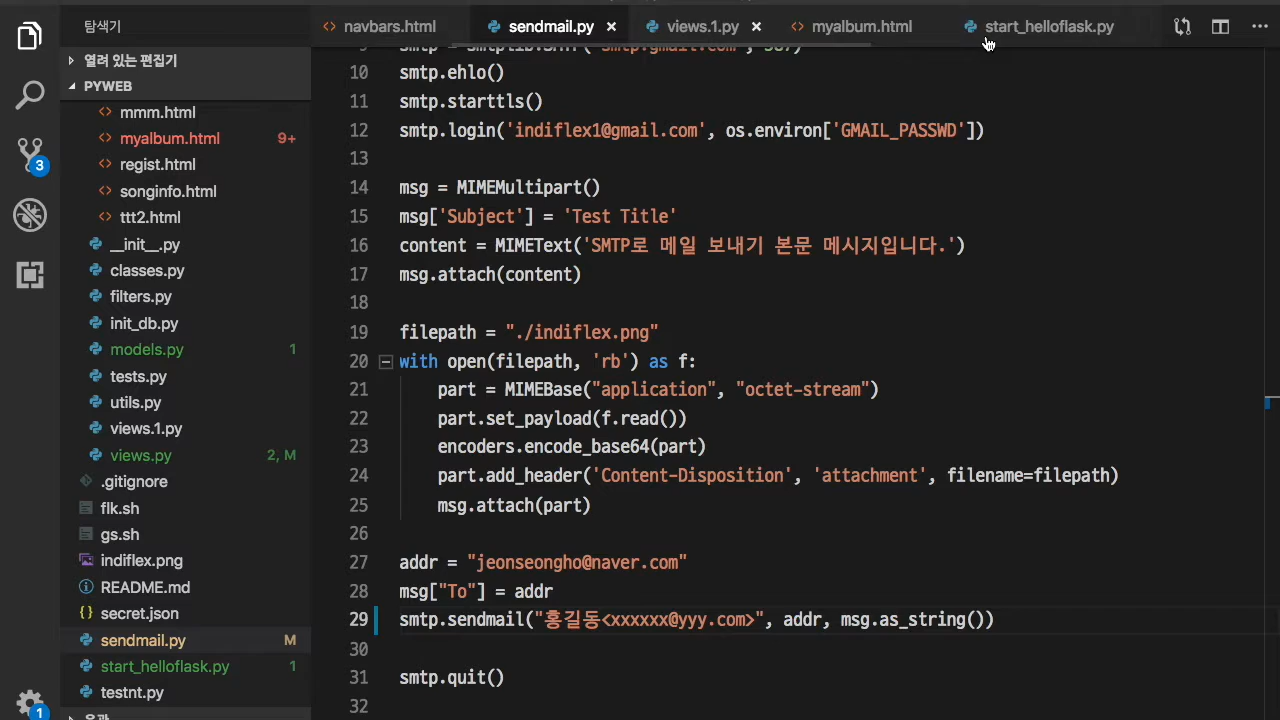 탐색기
navbars.html
sendmail.py
views.1.py
myalbum.html
start_helloflask.py
열려 있는 편집기
PYWEB
mmm.html
myalbum.html 9+
regist.html
songinfo.html
ttt2.html
__init__.py
classes.py
filters.py
init_db.py
models.py 1
tests.py
utils.py
views.1.py
views.py 2, M
.gitignore
flk.sh
gs.sh
indiflex.png
README.md
secret.json
sendmail.py M
start_helloflask.py 1
testnt.py
3
1
10 smtp.ehlo()
11 smtp.starttls()
12 smtp.login('indiflex1@gmail.com', os.environ['GMAIL_PASSWD'])
13
14 msg = MIMEMultipart()
15 msg['Subject'] = 'Test Title'
16 content = MIMEText('SMTP로 메일 보내기 본문 메시지입니다.')
17 msg.attach(content)
18
19 filepath = "./indiflex.png"
20 with open(filepath, 'rb') as f:
21 part = MIMEBase("application", "octet-stream")
22 part.set_payload(f.read())
23 encoders.encode_base64(part)
24 part.add_header('Content-Disposition', 'attachment', filename=filepath)
25 msg.attach(part)
26
27 addr = "jeonseongho@naver.com"
28 msg["To"] = addr
29 smtp.sendmail("홍길동<xxxxxx@yyy.com>", addr, msg.as_string())
30
31 smtp.quit()
32